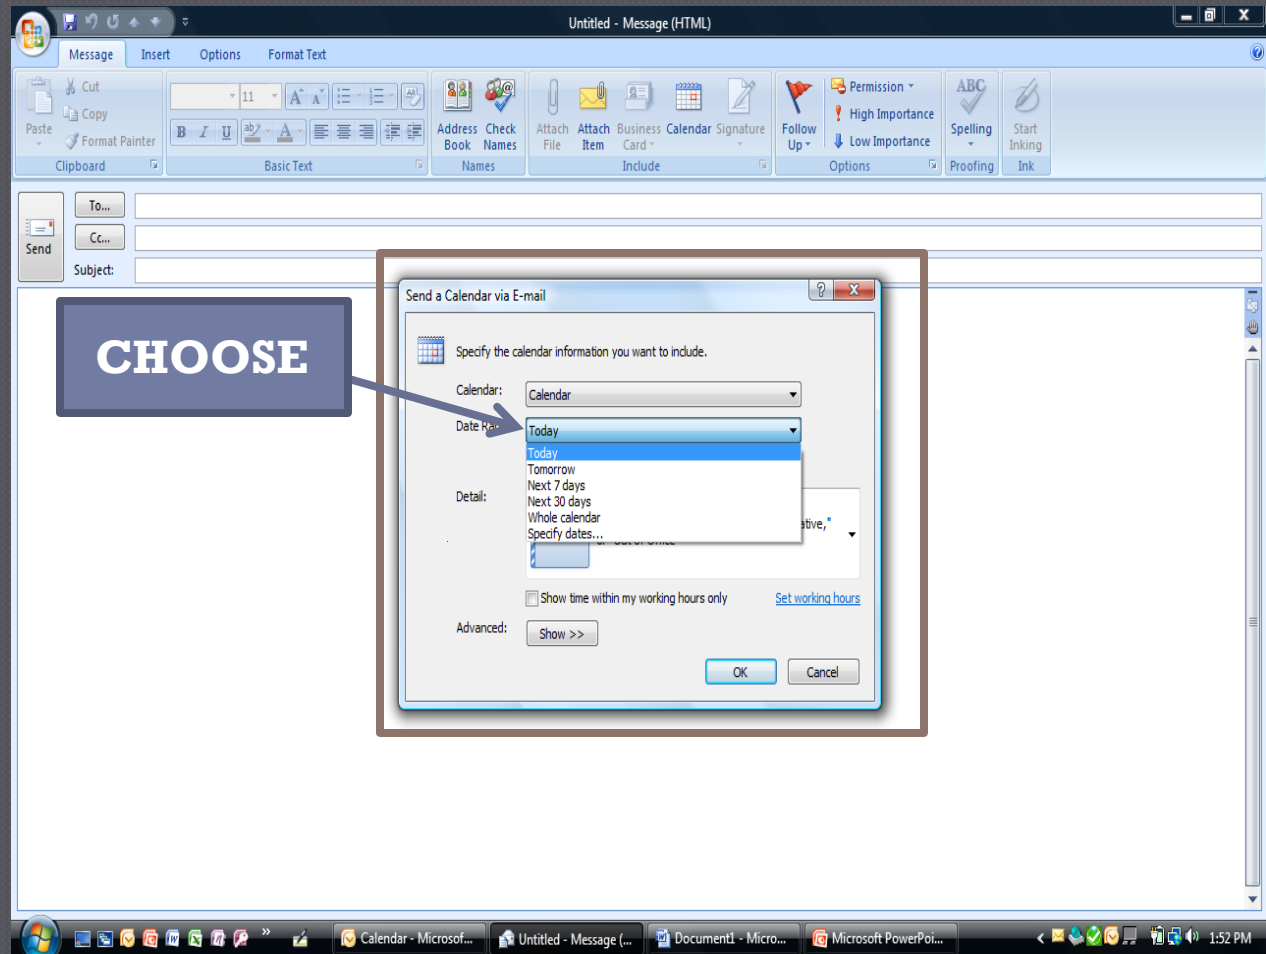 Untitled - Message (HTML)
Message Insert Options Format Text
Cut
Copy
Paste
Format Painter
Clipboard
11
B I U
Basic Text
Address Book
Check Names
Names
Attach File
Attach Item
Business Card
Calendar
Signature
Include
Follow Up
Permission
High Importance
Low Importance
Options
ABC
Spelling
Proofing
Start Inking
Ink
Send
To...
Cc...
Subject:
CHOOSE
Send a Calendar via E-mail
Specify the calendar information you want to include.
Calendar: Calendar
Date Today
Today
Tomorrow
Next 7 days
Next 30 days
Whole calendar
Specify dates...
Detail:
Show time within my working hours only Set working hours
Advanced: Show >>
OK Cancel
Calendar - Microsof... Untitled - Message (... Document1 - Micro... Microsoft PowerPoi... 1:52 PM